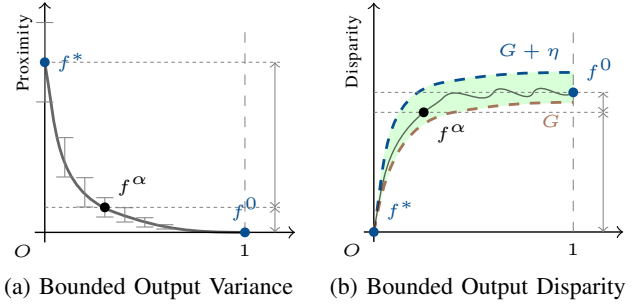 Proximity
f*
f^α
f^0
O
1
(a) Bounded Output Variance
Disparity
G + η
f^0
G
f^α
f*
O
1
(b) Bounded Output Disparity